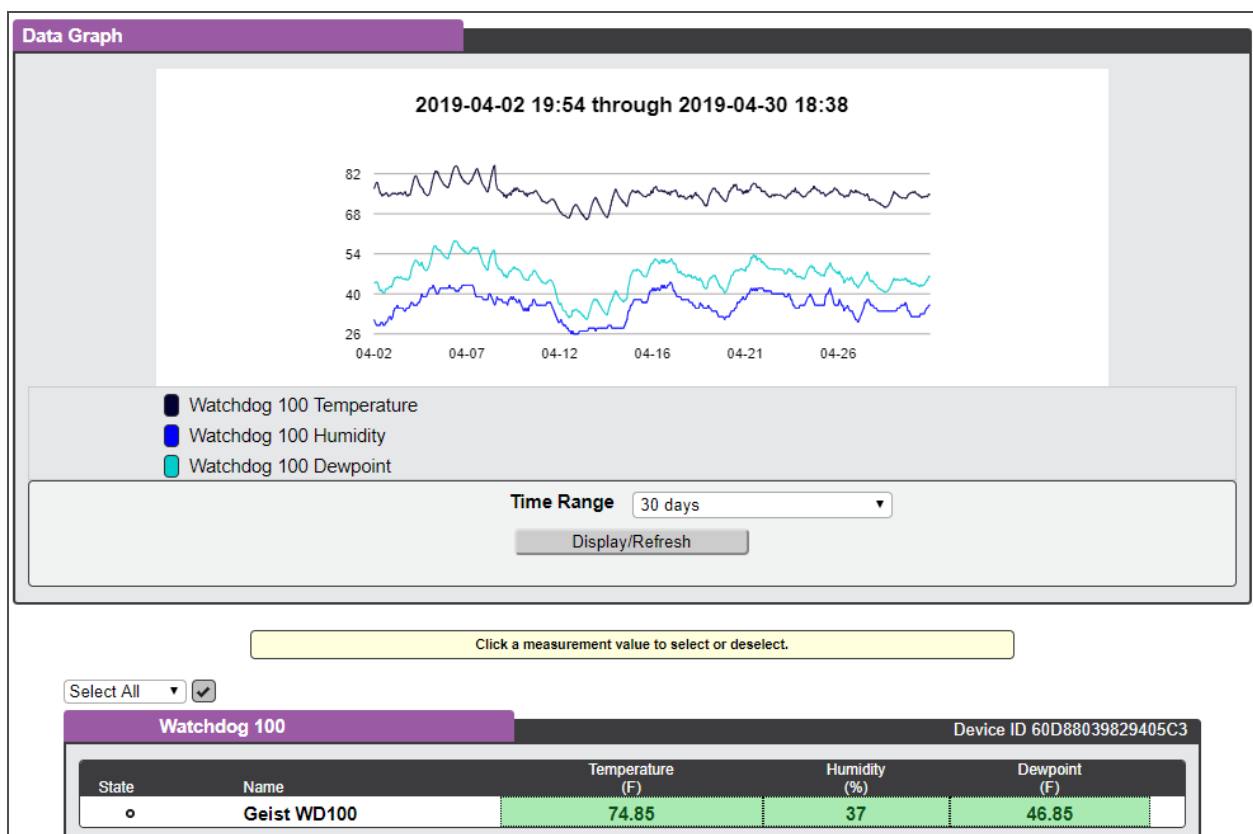 Data Graph
2019-04-02 19:54 through 2019-04-30 18:38
82
68
54
40
26
04-02 04-07 04-12 04-16 04-21 04-26
Watchdog 100 Temperature
Watchdog 100 Humidity
Watchdog 100 Dewpoint
Time Range 30 days
Display/Refresh
Click a measurement value to select or deselect.
Select All
Watchdog 100 Device ID 60D88039829405C3
State Name Temperature (F) Humidity (%) Dewpoint (F)
Geist WD100 74.85 37 46.85